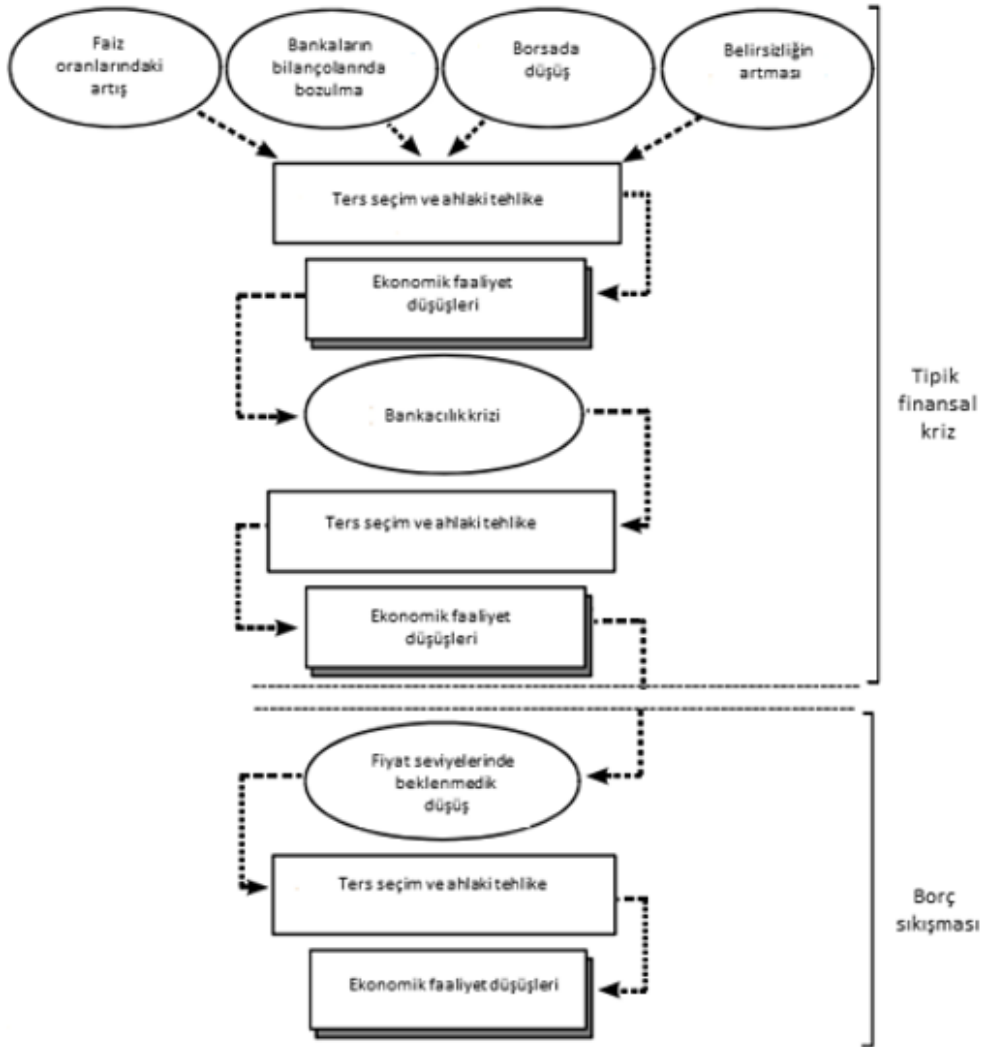 Faiz
oranlarındaki
artış
Bankaların
bilançolarında
bozulma
Borsada
düşüş
Belirsizliğin
artması
Ters seçim ve ahlaki tehlike
Ekonomik faaliyet
düşüşleri
Bankacılık krizi
Ters seçim ve ahlaki tehlike
Ekonomik faaliyet
düşüşleri
Tipik
finansal
kriz
Fiyat seviyelerinde
beklenmedik
düşüş
Ters seçim ve ahlaki tehlike
Ekonomik faaliyet düşüşleri
Borç
sıkışması